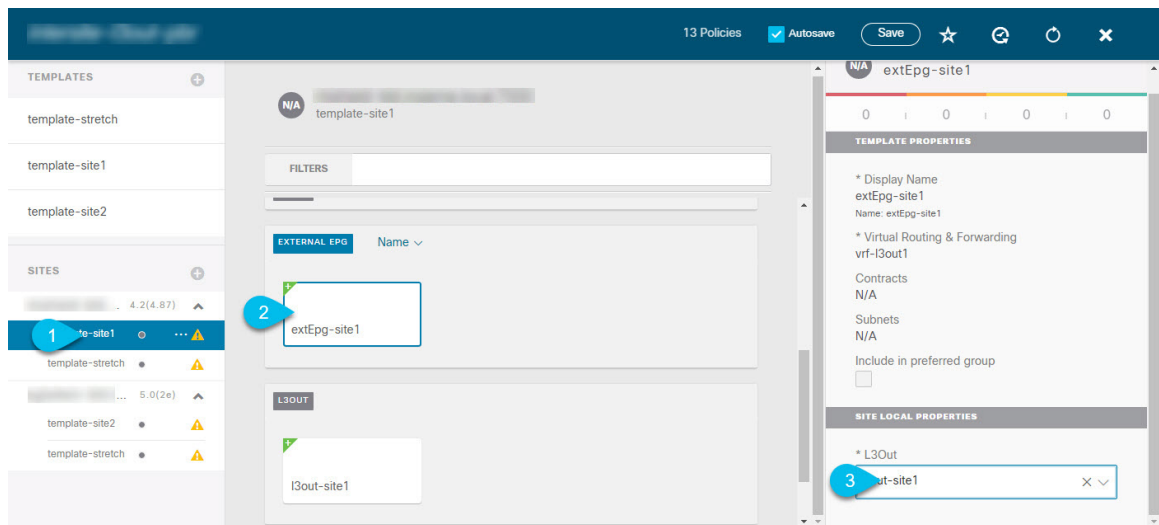 13 Policies
Autosave
Save
TEMPLATES
template-stretch
template-site1
template-site2
SITES
... 4.2(4.87)
1
te-site1 ...
template-stretch
... 5.0(2e)
template-site2
template-stretch
N/A
template-site1
FILTERS
EXTERNAL EPG
Name
2
extEpg-site1
L3OUT
l3out-site1
N/A
extEpg-site1
0 0 0 0
TEMPLATE PROPERTIES
* Display Name
extEpg-site1
Name: extEpg-site1
* Virtual Routing & Forwarding
vrf-l3out1
Contracts
N/A
Subnets
N/A
Include in preferred group
SITE LOCAL PROPERTIES
* L3Out
3
ut-site1